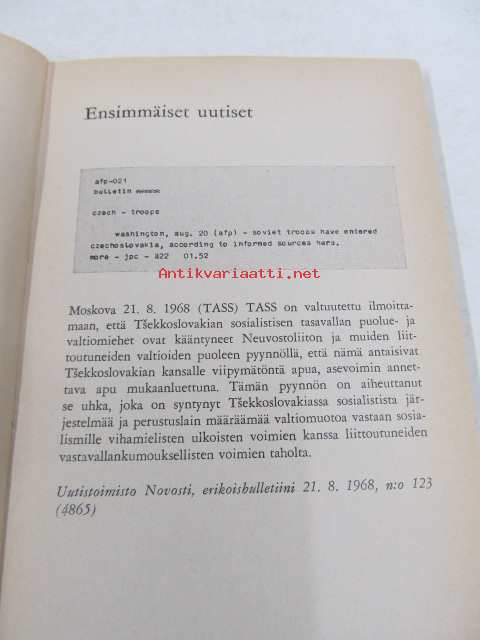 Ensimmäiset uutiset
afp-021
bulletin
czech - troops
washington, aug. 20 (afp) - soviet troops have entered
czechoslovakia, according to informed sources here.
more - jpc - a22 01.52
Antikvariaatti.net
Moskova 21. 8. 1968 (TASS) TASS on valtuutettu ilmoitta-
maan, että Tšekkoslovakian sosialistisen tasavallan puolue- ja
valtiomiehet ovat kääntyneet Neuvostoliiton ja muiden liit-
toutuneiden valtioiden puoleen pyynnöllä, että nämä antaisivat
Tšekkoslovakian kansalle viipymätöntä apua, asevoimin annet-
tava apu mukaanluettuna. Tämän pyynnön on aiheuttanut
se uhka, joka on syntynyt Tšekkoslovakiassa sosialistista jär-
jestelmää ja perustuslain määräämää valtiomuotoa vastaan sosia-
lismille vihamielisten ulkoisten voimien kanssa liittoutuneiden
vastavallankumouksellisten voimien taholta.
Uutistoimisto Novosti, erikoisbulletiini 21. 8. 1968, n:o 123
(4865)